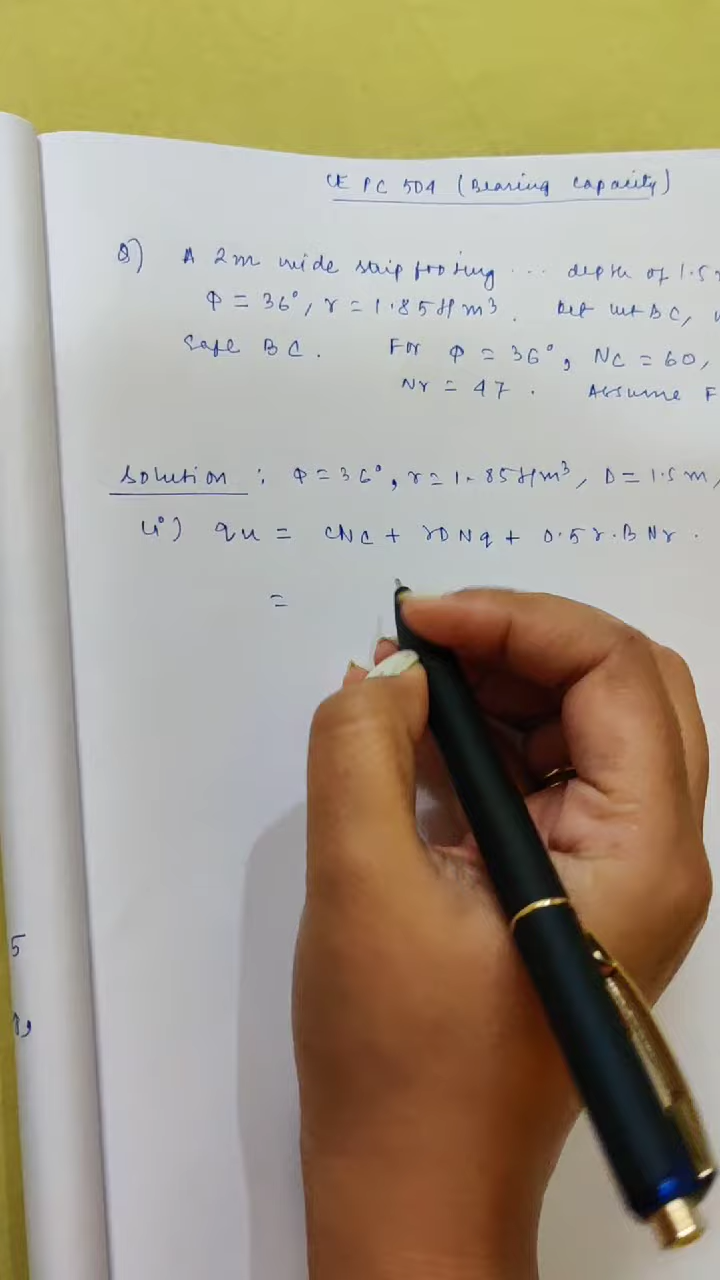 CE PC 504 (Bearing Capacity)
Q) A 2m wide strip footing ... depth of 1.5
φ = 36°, γ = 1.85 t/m³. Det ult BC,
Safe BC. For φ = 36°, Nc = 60,
Nγ = 47. Assume F
Solution: φ = 36°, γ = 1.85 t/m³, D = 1.5 m,
qu = CNc + γDNq + 0.5γ.BNγ.
=
5